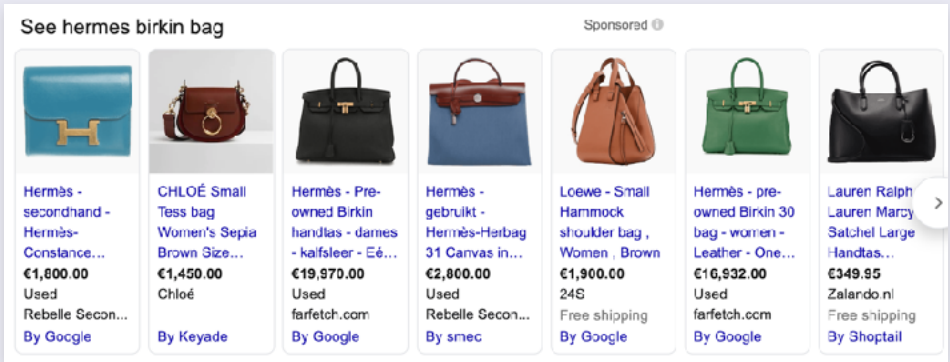 See hermes birkin bag
Sponsored
Hermès -
secondhand -
Hermès-
Constance...
€1,800.00
Used
Rebelle Secon...
By Google
CHLOÉ Small
Tess bag
Women's Sepia
Brown Size...
€1,450.00
Chloé
By Keyade
Hermès - Pre-
owned Birkin
handtas - dames
- kalfsleer - Eé...
€19,970.00
Used
farfetch.com
By Google
Hermès -
gebruikt -
Hermès-Herbag
31 Canvas in...
€2,800.00
Used
Rebelle Secon...
By smec
Loewe - Small
Hammock
shoulder bag ,
Women , Brown
€1,900.00
24S
Free shipping
By Google
Hermès - pre-
owned Birkin 30
bag - women -
Leather - One...
€16,932.00
Used
farfetch.com
By Google
Lauren Ralph
Lauren Marcy
Satchel Large
Handtas...
€349.95
Zalando.nl
Free shipping
By Shoptail